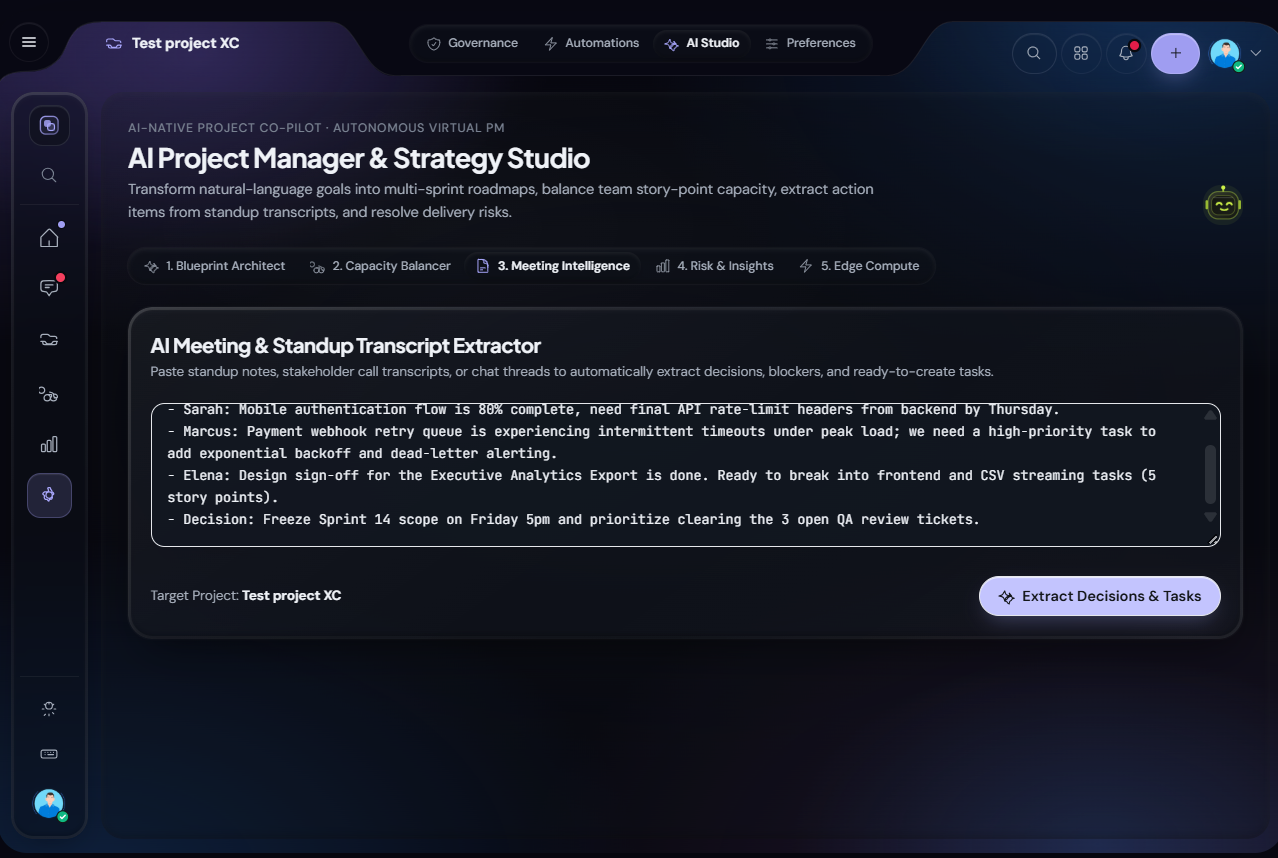 Test project XC
Governance
Automations
AI Studio
Preferences
AI-NATIVE PROJECT CO-PILOT · AUTONOMOUS VIRTUAL PM
AI Project Manager & Strategy Studio
Transform natural-language goals into multi-sprint roadmaps, balance team story-point capacity, extract action
items from standup transcripts, and resolve delivery risks.
1. Blueprint Architect
2. Capacity Balancer
3. Meeting Intelligence
4. Risk & Insights
5. Edge Compute
AI Meeting & Standup Transcript Extractor
Paste standup notes, stakeholder call transcripts, or chat threads to automatically extract decisions, blockers, and ready-to-create tasks.
- Sarah: Mobile authentication flow is 80% complete, need final API rate-limit headers from backend by Thursday.
- Marcus: Payment webhook retry queue is experiencing intermittent timeouts under peak load; we need a high-priority task to
add exponential backoff and dead-letter alerting.
- Elena: Design sign-off for the Executive Analytics Export is done. Ready to break into frontend and CSV streaming tasks (5
story points).
- Decision: Freeze Sprint 14 scope on Friday 5pm and prioritize clearing the 3 open QA review tickets.
Target Project: Test project XC
Extract Decisions & Tasks